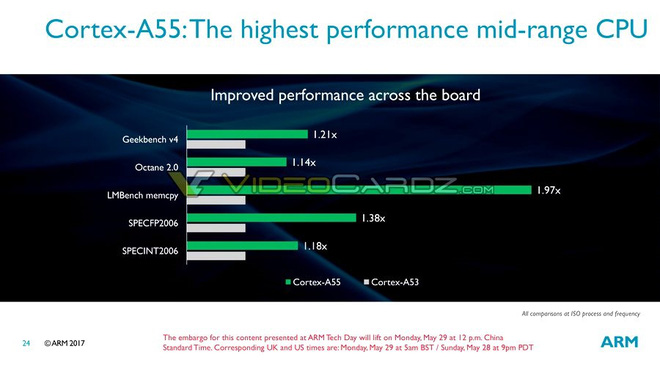 Cortex-A55: The highest performance mid-range CPU
Improved performance across the board
Geekbench v4 1.21x
Octane 2.0 1.14x
LMBench memcpy 1.97x
VIDEOCARDZ.COM
SPECFP2006 1.38x
SPECINT2006 1.18x
Cortex-A55 Cortex-A53
All comparisons at ISO process and frequency
24 © ARM 2017
The embargo for this content presented at ARM Tech Day will lift on Monday, May 29 at 12 p.m. China
Standard Time. Corresponding UK and US times are: Monday, May 29 at 5am BST / Sunday, May 28 at 9pm PDT
ARM